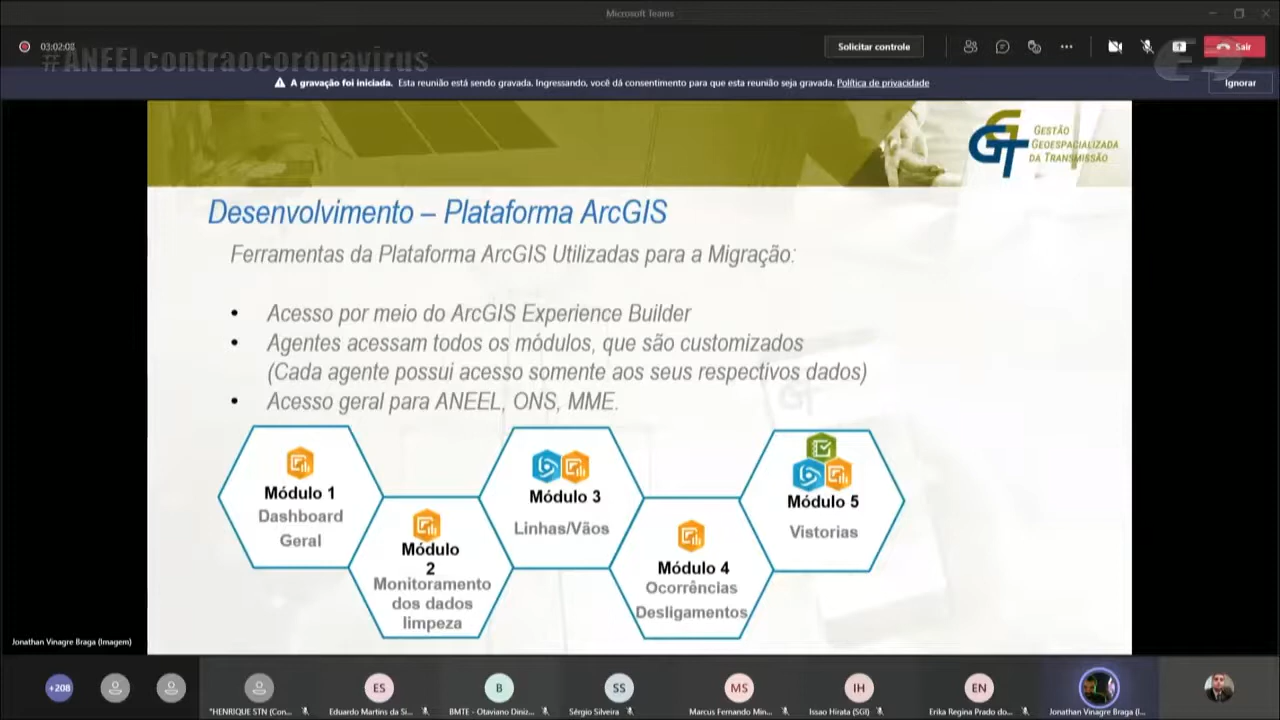 Microsoft Teams
03:02:08
#ANEELcontraocoronavirus
Solicitar controle
Sair
A gravação foi iniciada. Esta reunião está sendo gravada. Ingressando, você dá consentimento para que esta reunião seja gravada. Política de privacidade
Ignorar
GGT
GESTÃO
GEOESPACIALIZADA
DA TRANSMISSÃO
Desenvolvimento – Plataforma ArcGIS
Ferramentas da Plataforma ArcGIS Utilizadas para a Migração:
• Acesso por meio do ArcGIS Experience Builder
• Agentes acessam todos os módulos, que são customizados
(Cada agente possui acesso somente aos seus respectivos dados)
• Acesso geral para ANEEL, ONS, MME.
Módulo 1
Dashboard
Geral
Módulo
2
Monitoramento
dos dados
limpeza
Módulo 3
Linhas/Vãos
Módulo 4
Ocorrências
Desligamentos
Módulo 5
Vistorias
Jonathan Vinagre Braga (Imagem)
+208
ES
B
SS
MS
IH
EN
"HENRIQUE STN (Con...
Eduardo Martins da Si...
BMTE - Otaviano Diniz...
Sérgio Silveira
Marcus Fernando Min...
Issao Hirata (SGI)
Erika Regina Prado do...
Jonathan Vinagre Braga (I...